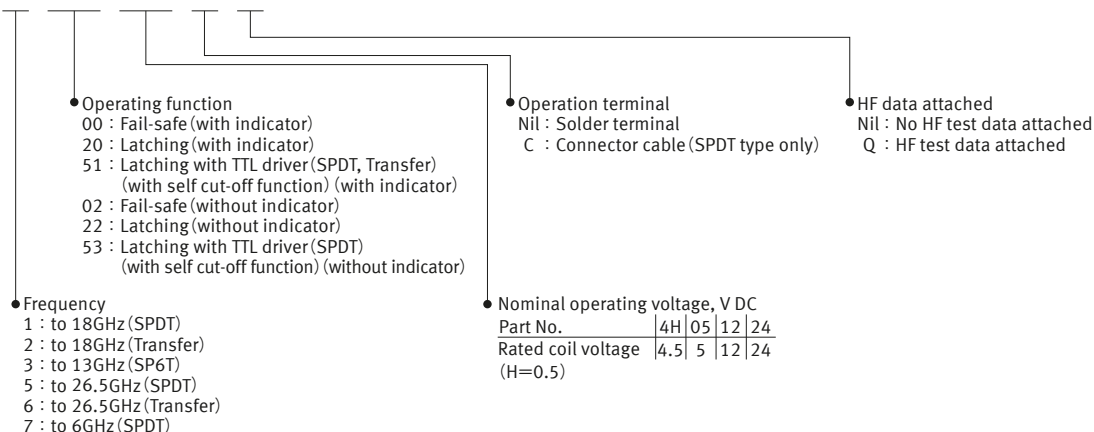 Operating function
00：Fail-safe（with indicator）
20：Latching（with indicator）
51：Latching with TTL driver（SPDT, Transfer）
（with self cut-off function）（with indicator）
02：Fail-safe（without indicator）
22：Latching（without indicator）
53：Latching with TTL driver（SPDT）
（with self cut-off function）（without indicator）
Operation terminal
Nil：Solder terminal
C：Connector cable（SPDT type only）
HF data attached
Nil：No HF test data attached
Q：HF test data attached
Frequency
1：to 18GHz（SPDT）
2：to 18GHz（Transfer）
3：to 13GHz（SP6T）
5：to 26.5GHz（SPDT）
6：to 26.5GHz（Transfer）
7：to 6GHz（SPDT）
Nominal operating voltage, V DC
Part No. 4H 05 12 24
Rated coil voltage 4.5 5 12 24
（H＝0.5）